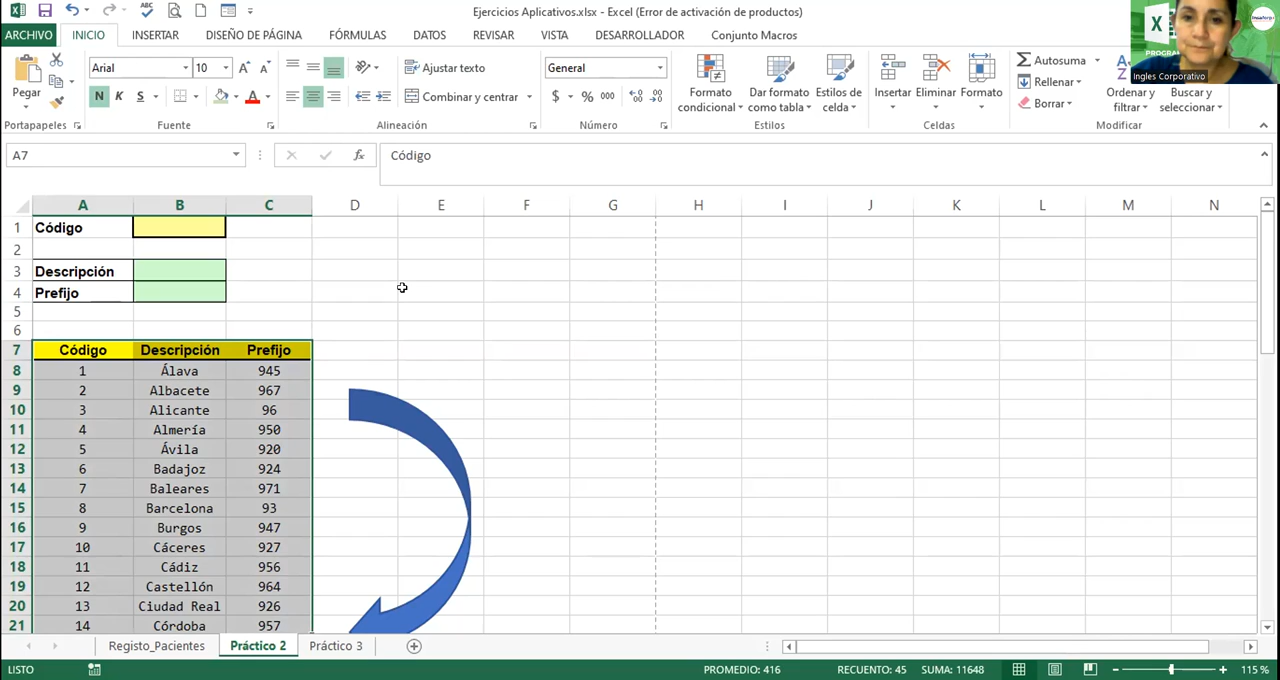 Ejercicios Aplicativos.xlsx - Excel (Error de activación de productos)
ARCHIVO INICIO INSERTAR DISEÑO DE PÁGINA FÓRMULAS DATOS REVISAR VISTA DESARROLLADOR Conjunto Macros
Ingles Corporativo
Pegar
Arial 10
N K S
Ajustar texto
Combinar y centrar
General
$ % 000
Formato condicional
Dar formato como tabla
Estilos de celda
Insertar Eliminar Formato
Autosuma
Rellenar
Borrar
Ordenar y filtrar
Buscar y seleccionar
Portapapeles Fuente Alineación Número Estilos Celdas Modificar
A7 fx Código
A B C D E F G H I J K L M N
1 Código
2
3 Descripción
4 Prefijo
5
6
7 Código Descripción Prefijo
8 1 Álava 945
9 2 Albacete 967
10 3 Alicante 96
11 4 Almería 950
12 5 Ávila 920
13 6 Badajoz 924
14 7 Baleares 971
15 8 Barcelona 93
16 9 Burgos 947
17 10 Cáceres 927
18 11 Cádiz 956
19 12 Castellón 964
20 13 Ciudad Real 926
21 14 Córdoba 957
Registo_Pacientes Práctico 2 Práctico 3
LISTO PROMEDIO: 416 RECUENTO: 45 SUMA: 11648 115 %